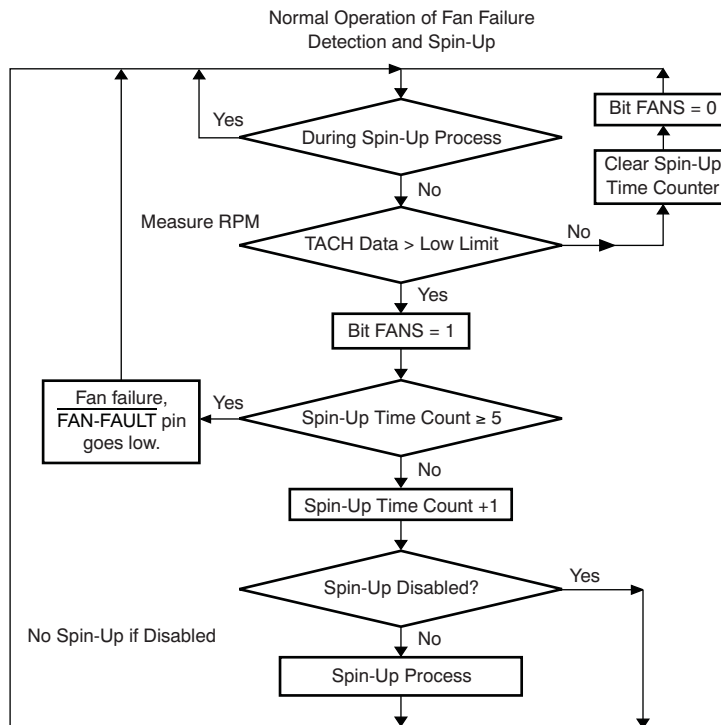 Normal Operation of Fan Failure
Detection and Spin-Up
Bit FANS = 0
Yes
During Spin-Up Process
Clear Spin-Up
Time Counter
No
Measure RPM
TACH Data > Low Limit
No
Yes
Bit FANS = 1
Fan failure,
FAN-FAULT pin
goes low.
Yes
Spin-Up Time Count ≥ 5
No
Spin-Up Time Count +1
Spin-Up Disabled?
Yes
No Spin-Up if Disabled
No
Spin-Up Process